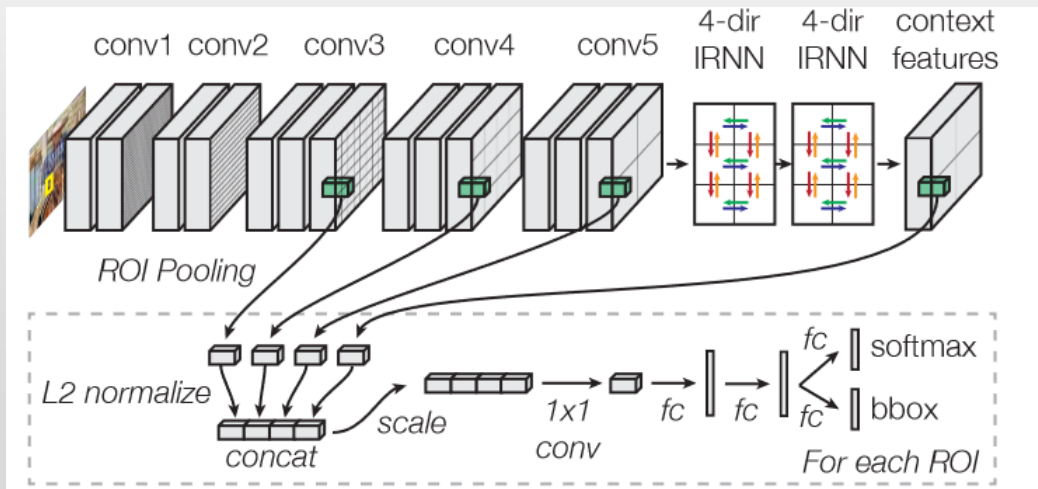 conv1 conv2 conv3 conv4 conv5 4-dir IRNN 4-dir IRNN context features
ROI Pooling
L2 normalize
concat
scale
1x1 conv
fc
fc
fc
softmax
fc
bbox
For each ROI